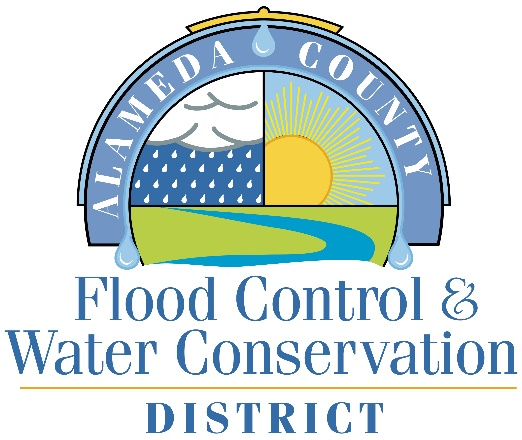 ALAMEDA COUNTY
Flood Control &
Water Conservation
DISTRICT